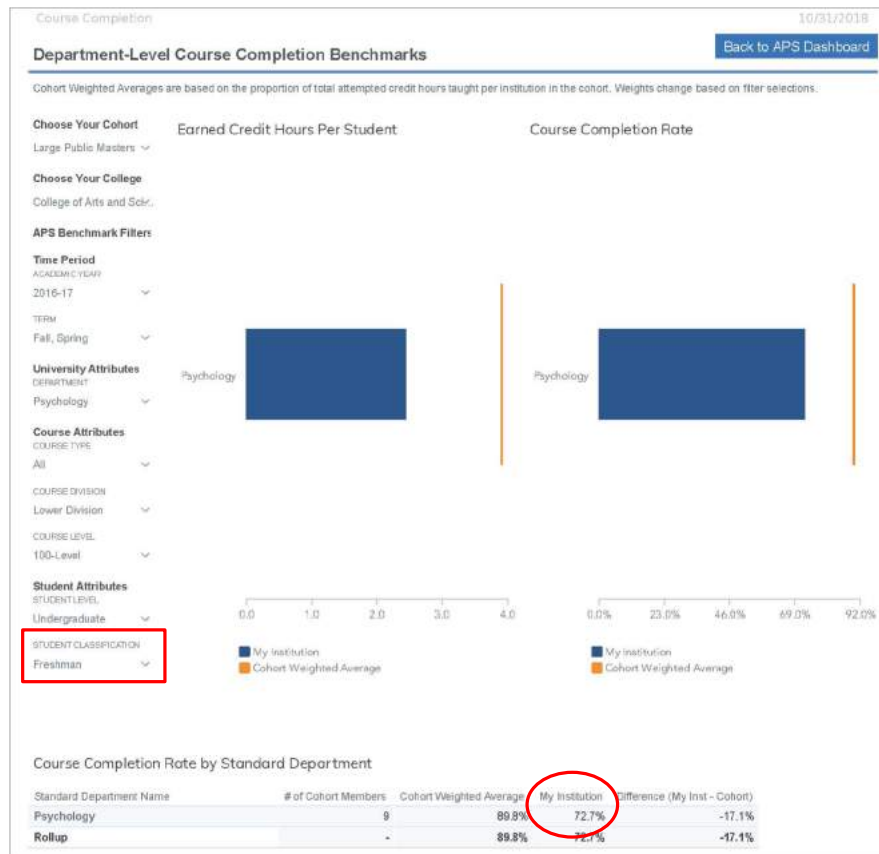 Course Completion 10/31/2018
Department-Level Course Completion Benchmarks
Back to APS Dashboard
Cohort Weighted Averages are based on the proportion of total attempted credit hours taught per institution in the cohort. Weights change based on filter selections.
Choose Your Cohort
Large Public Masters
Choose Your College
College of Arts and Sci..
APS Benchmark Filters
Time Period
ACADEMIC YEAR
2016-17
TERM
Fall, Spring
University Attributes
DEPARTMENT
Psychology
Course Attributes
COURSE TYPE
All
COURSE DIVISION
Lower Division
COURSE LEVEL
100-Level
Student Attributes
STUDENT LEVEL
Undergraduate
STUDENT CLASSIFICATION
Freshman
Earned Credit Hours Per Student
Psychology
0.0 1.0 2.0 3.0 4.0
My Institution
Cohort Weighted Average
Course Completion Rate
Psychology
0.0% 23.0% 46.0% 69.0% 92.0%
My Institution
Cohort Weighted Average
Course Completion Rate by Standard Department
Standard Department Name # of Cohort Members Cohort Weighted Average My Institution Difference (My Inst - Cohort)
Psychology 9 89.8% 72.7% -17.1%
Rollup - 89.8% 72.7% -17.1%